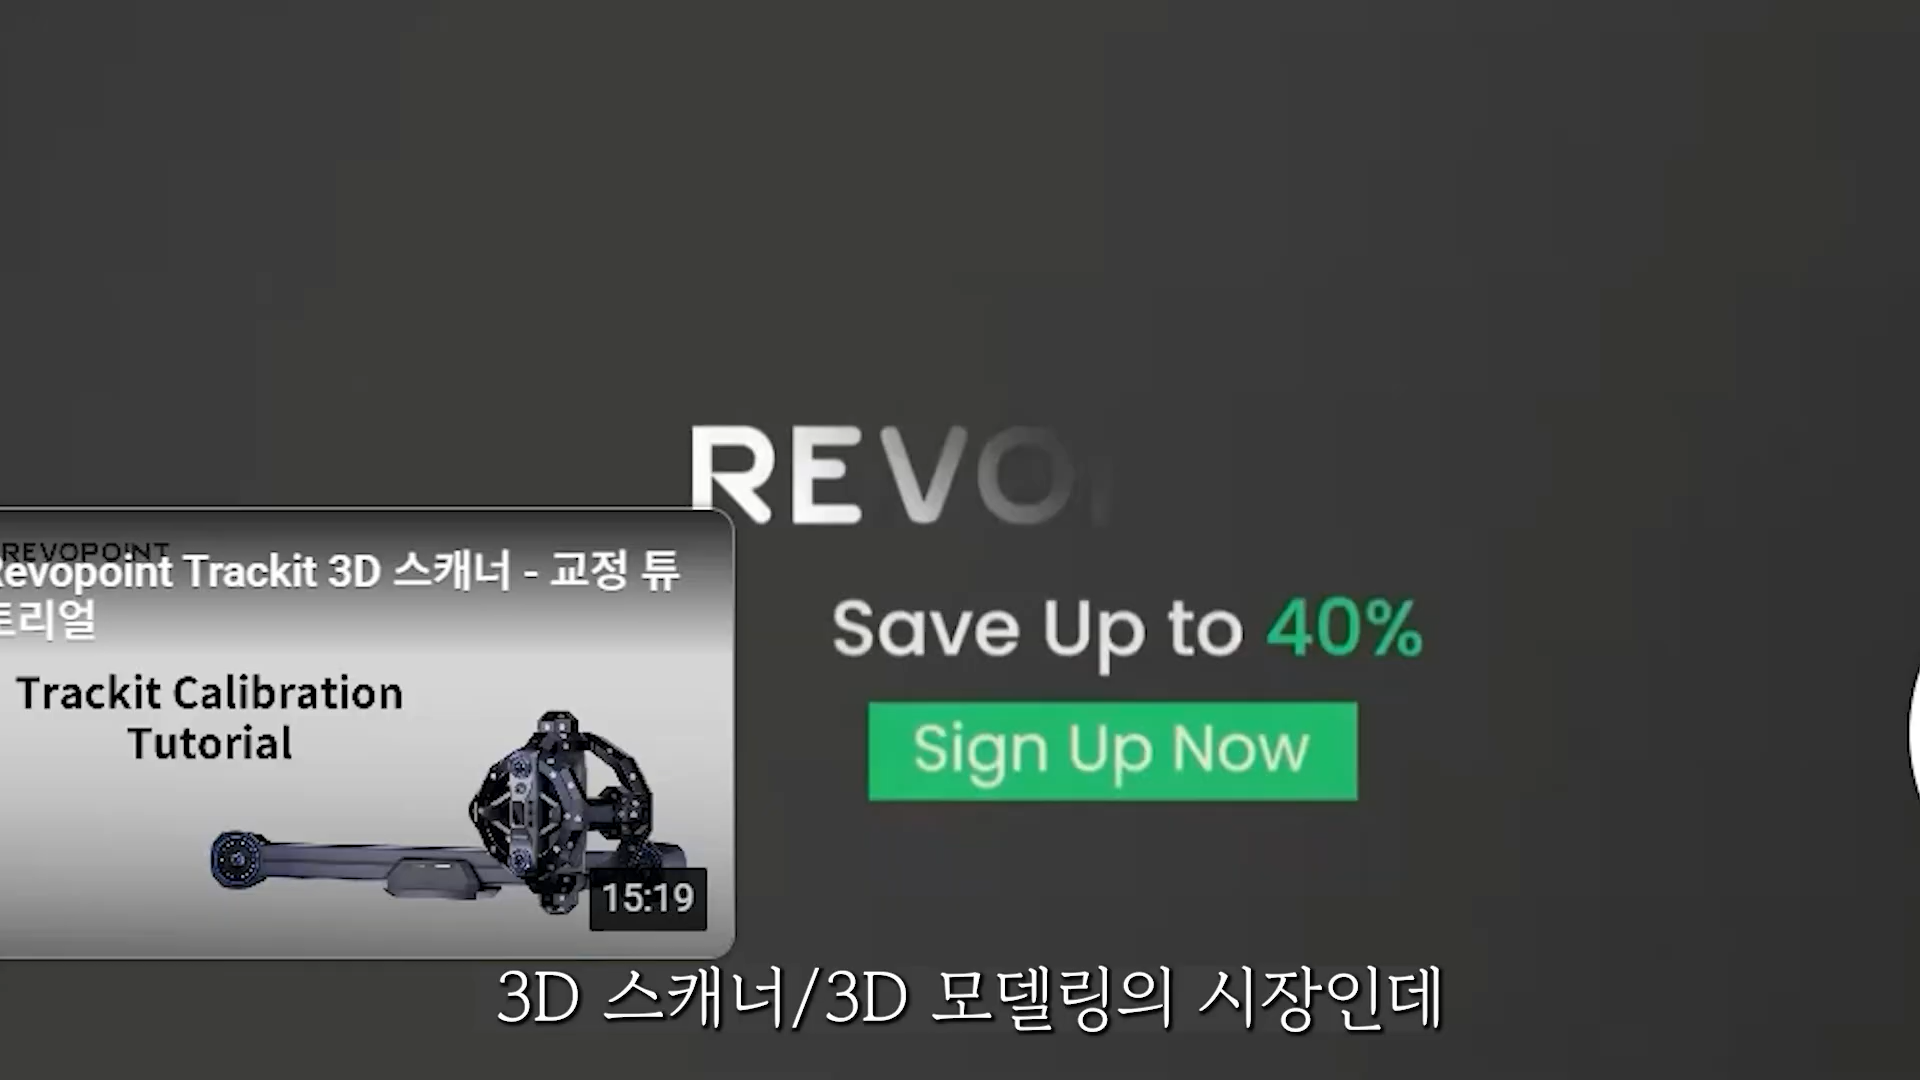 REVO
REVOPOINT
Revopoint Trackit 3D 스캐너 - 교정 튜
토리얼
Trackit Calibration
Tutorial
15:19
Save Up to 40%
Sign Up Now
3D 스캐너/3D 모델링의 시장인데